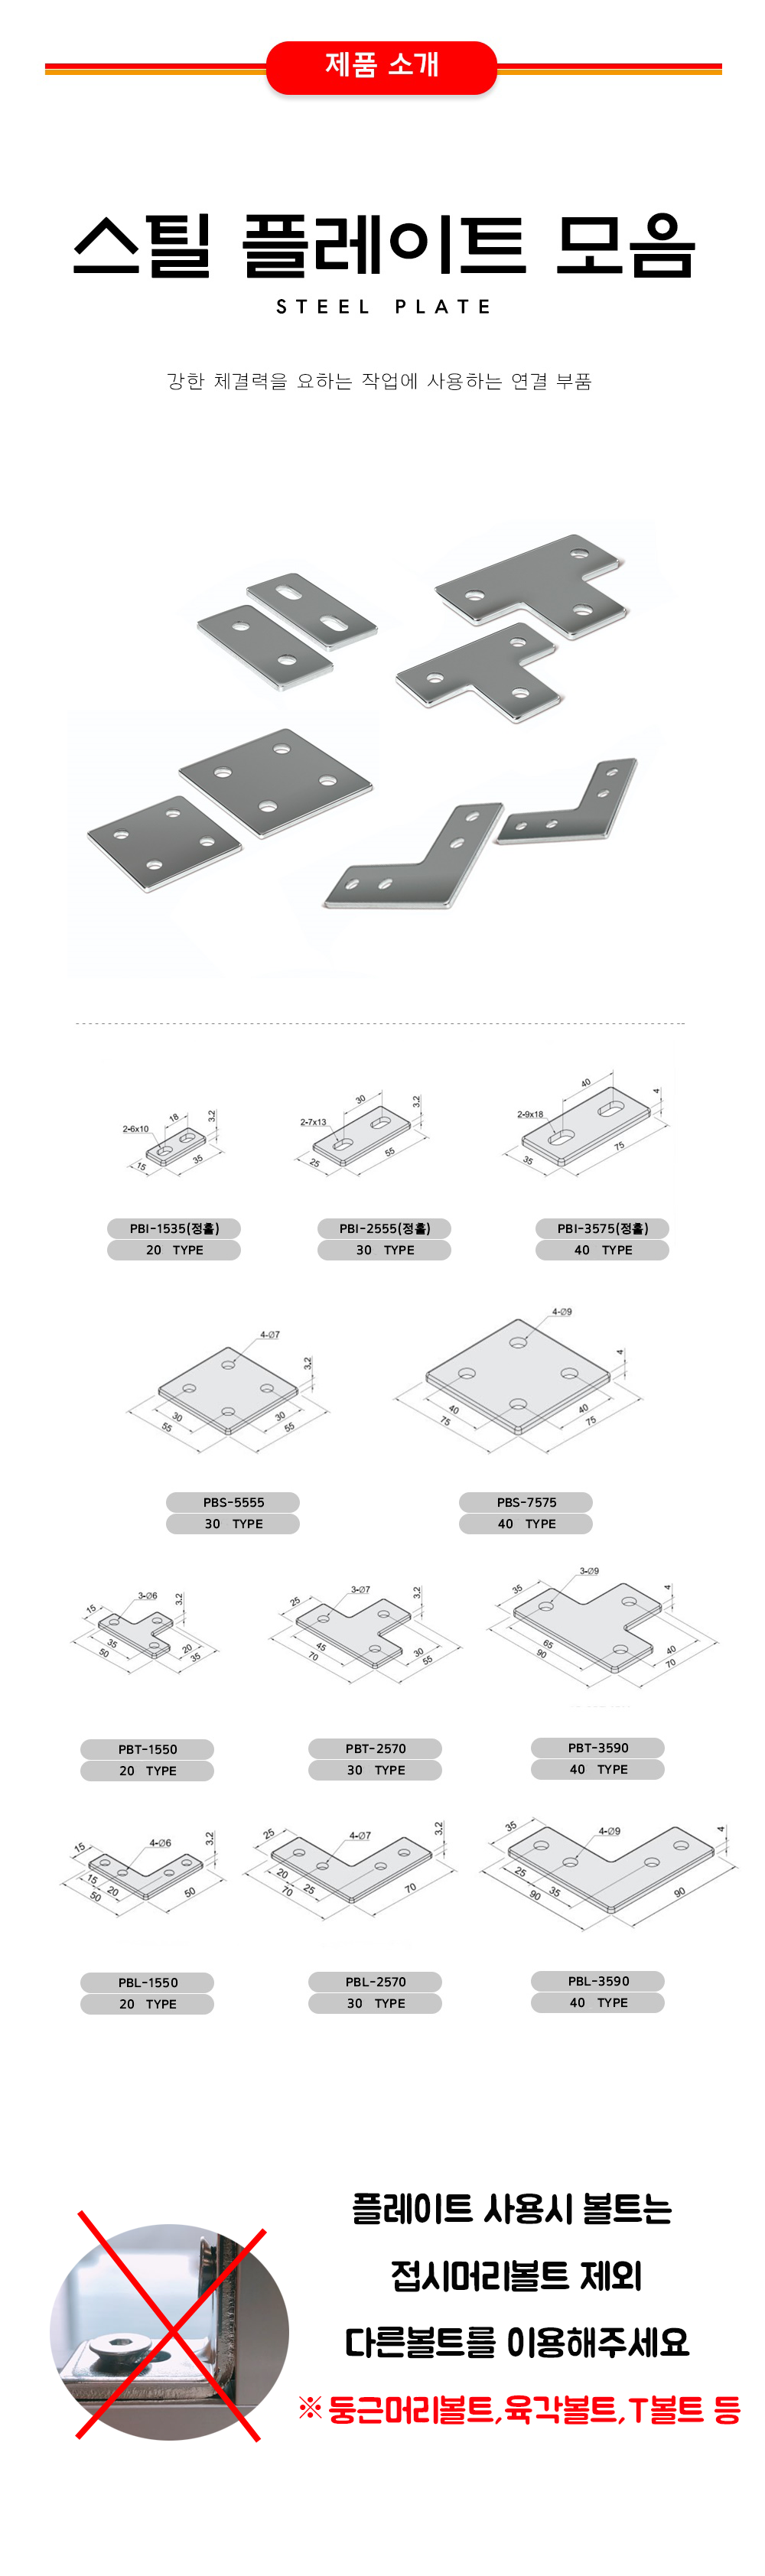 제품 소개
스틸 플레이트 모음
STEEL PLATE
강한 체결력을 요하는 작업에 사용하는 연결 부품
2-6x10 18 3.2 15 35
2-7x13 30 3.2 25 55
2-9x18 40 4 35 75
PBI-1535(정홀) PBI-2555(정홀) PBI-3575(정홀)
20 TYPE 30 TYPE 40 TYPE
4-Ø7 3.2 30 55 30 55
4-Ø9 4 40 75 40 75
PBS-5555 PBS-7575
30 TYPE 40 TYPE
15 3-Ø6 3.2 35 50 20 35
25 3-Ø7 3.2 45 70 30 55
35 3-Ø9 4 65 90 40 70
PBT-1550 PBT-2570 PBT-3590
20 TYPE 30 TYPE 40 TYPE
15 4-Ø6 3.2 15 20 50 50
25 4-Ø7 3.2 20 25 70 70
35 4-Ø9 4 25 35 90 90
PBL-1550 PBL-2570 PBL-3590
20 TYPE 30 TYPE 40 TYPE
플레이트 사용시 볼트는
접시머리볼트 제외
다른볼트를 이용해주세요
※둥근머리볼트,육각볼트,T볼트 등